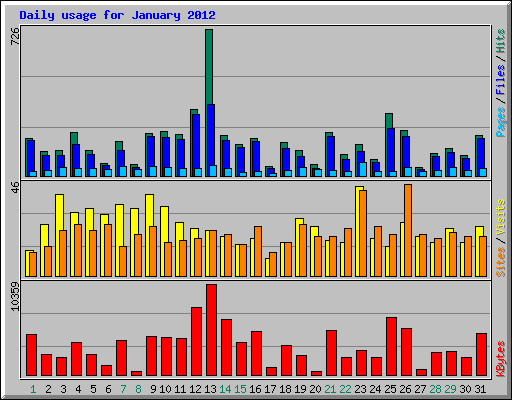 Daily usage for January 2012
726
Pages / Files / Hits
46
Sites / Visits
10359
KBytes
1 2 3 4 5 6 7 8 9 10 11 12 13 14 15 16 17 18 19 20 21 22 23 24 25 26 27 28 29 30 31